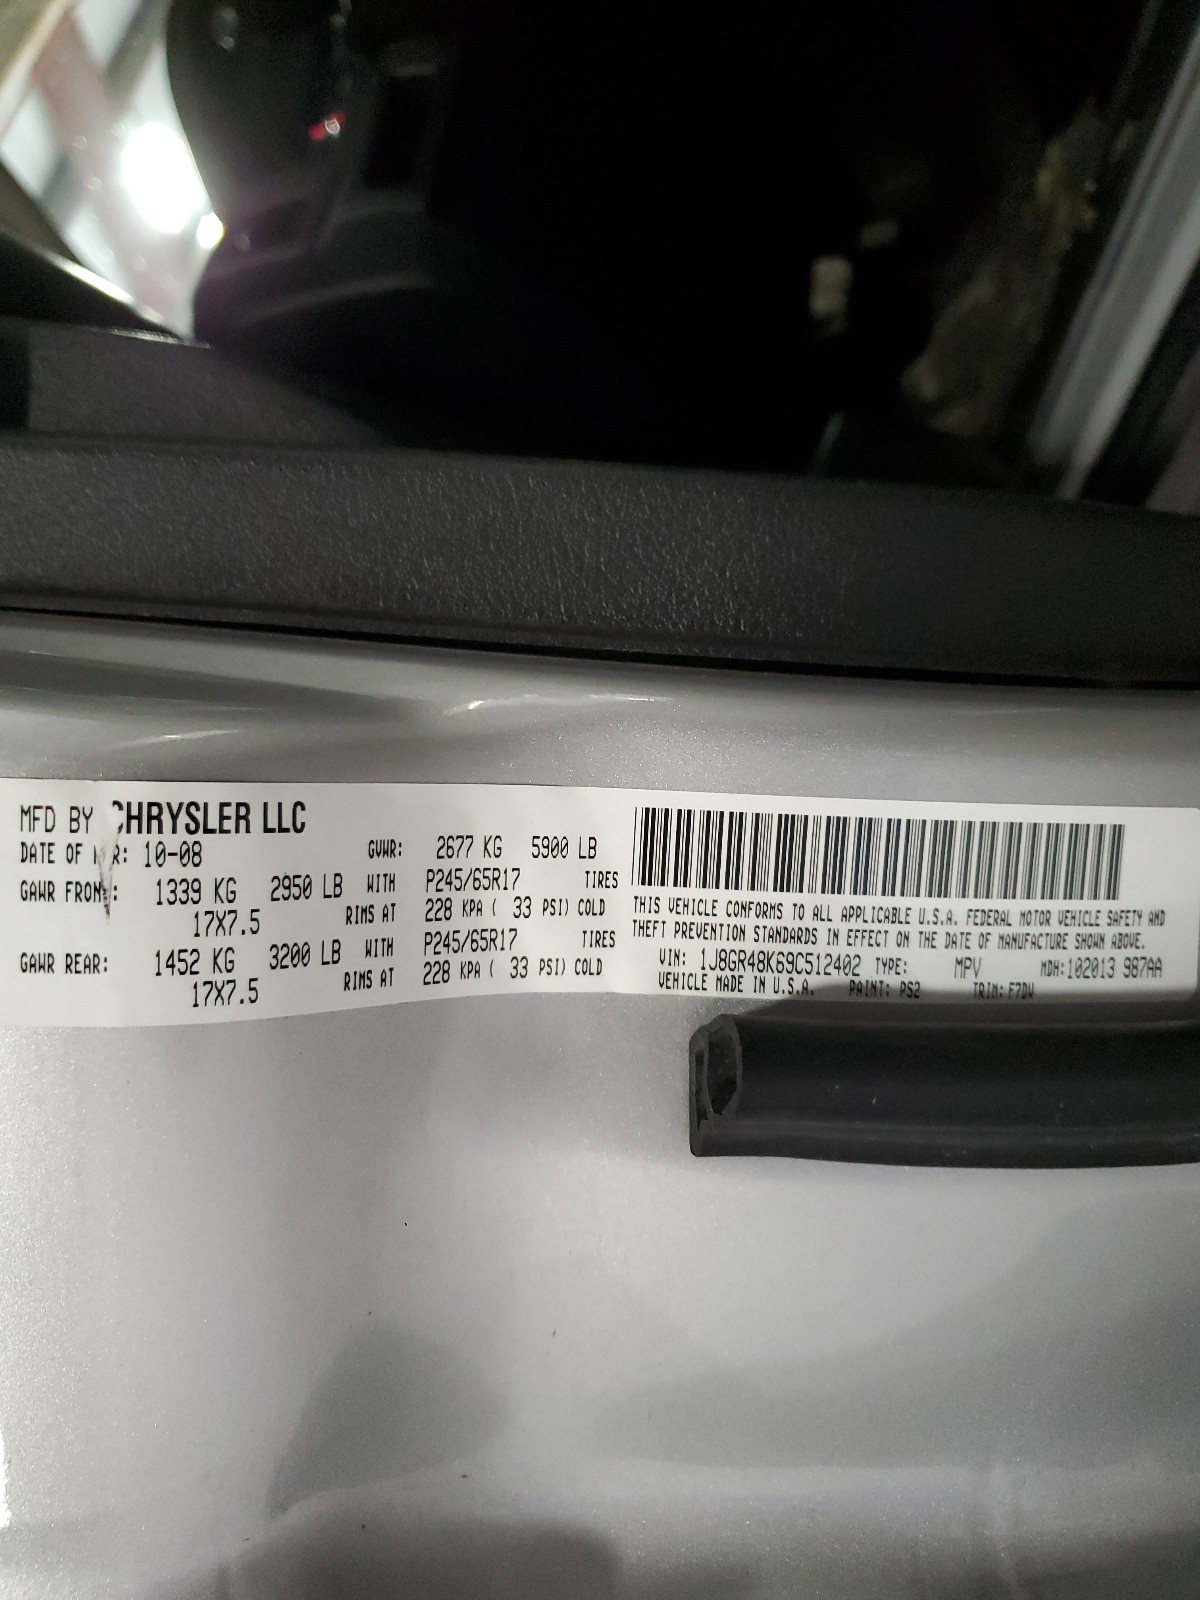 MFD BY CHRYSLER LLC
DATE OF R: 10-08 GVWR: 2677 KG 5900 LB
GAWR FRONT: 1339 KG 2950 LB WITH P245/65R17 TIRES
17X7.5 RIMS AT 228 KPA ( 33 PSI) COLD
GAWR REAR: 1452 KG 3200 LB WITH P245/65R17 TIRES
17X7.5 RIMS AT 228 KPA ( 33 PSI) COLD
THIS VEHICLE CONFORMS TO ALL APPLICABLE U.S.A. FEDERAL MOTOR VEHICLE SAFETY AND
THEFT PREVENTION STANDARDS IN EFFECT ON THE DATE OF MANUFACTURE SHOWN ABOVE.
VIN: 1J8GR48K69C512402 TYPE: MPV MDH:102013 987AA
VEHICLE MADE IN U.S.A. PAINT: PS2 TRIM: F7DV